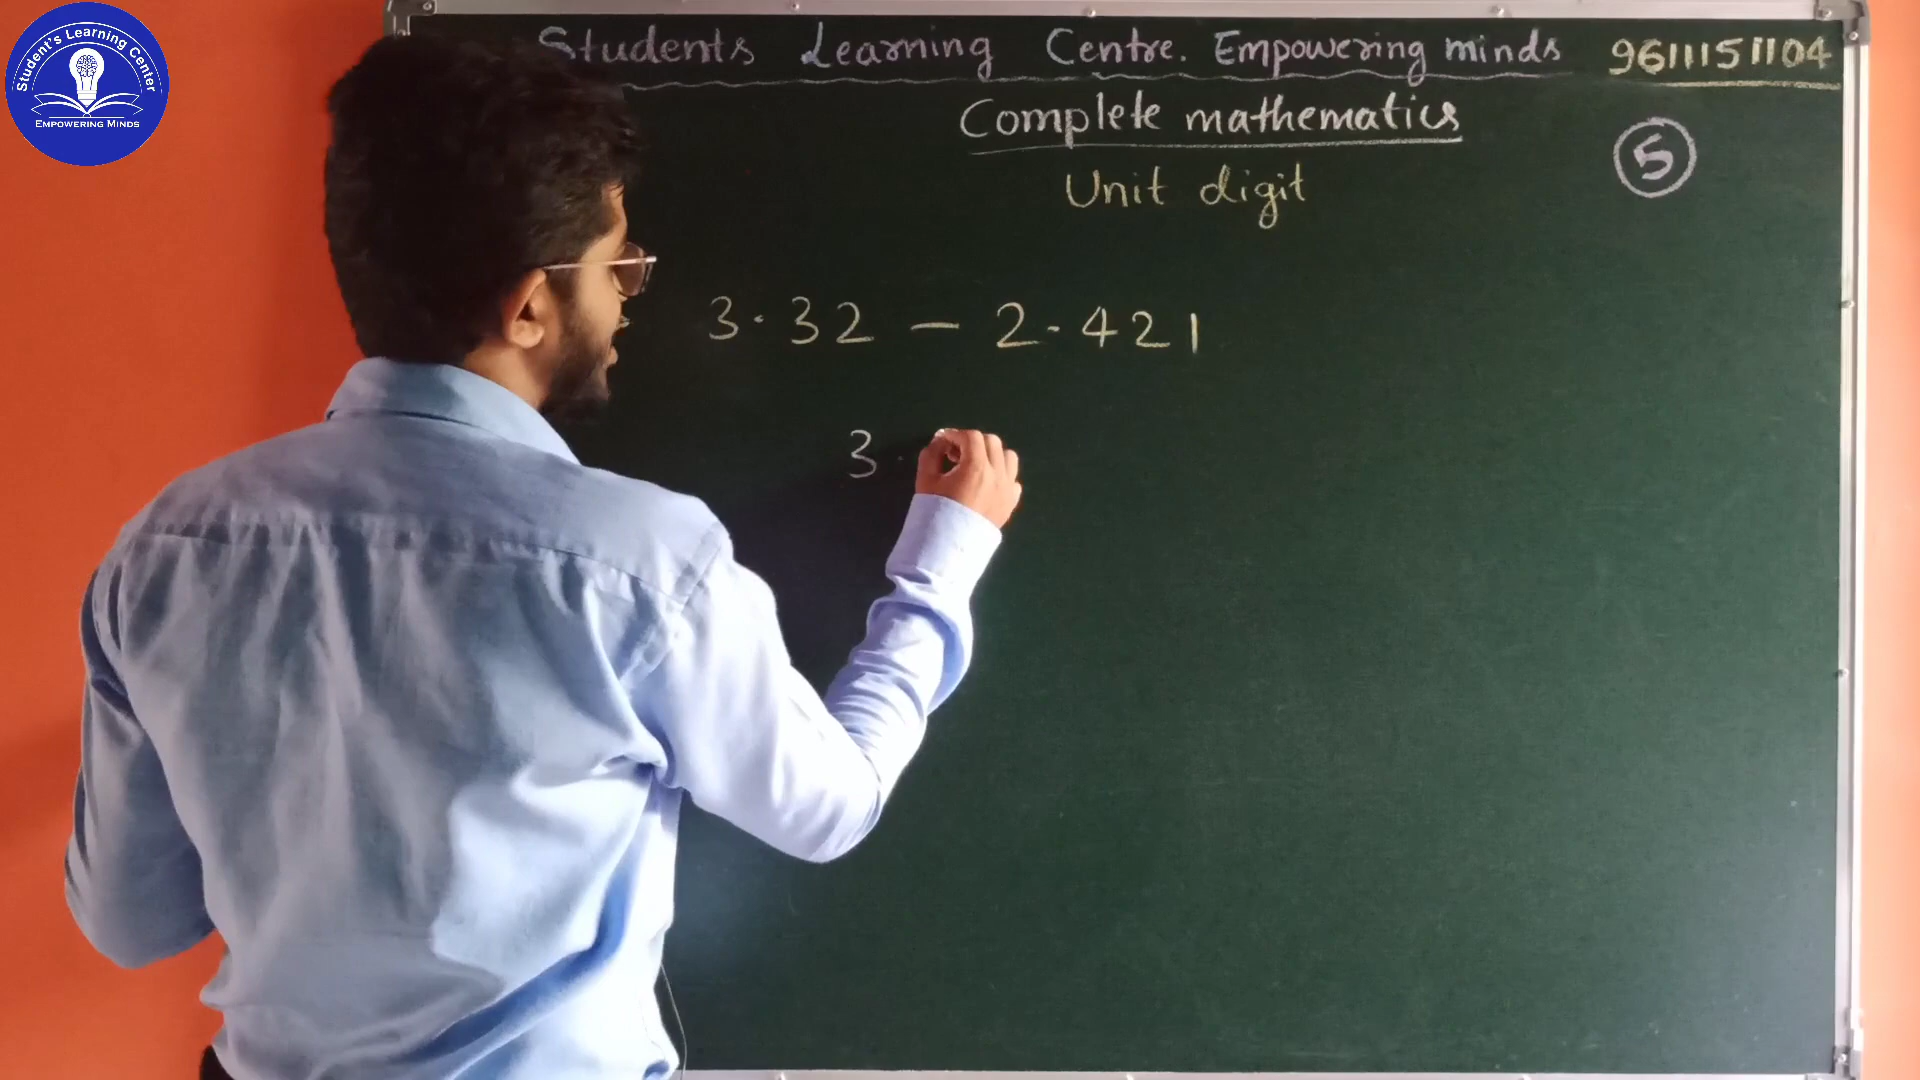 Student's Learning Center
EMPOWERING MINDS
Students Learning Centre. Empowering minds 9611151104
Complete mathematics
5
Unit digit
3.32 - 2.421
3.